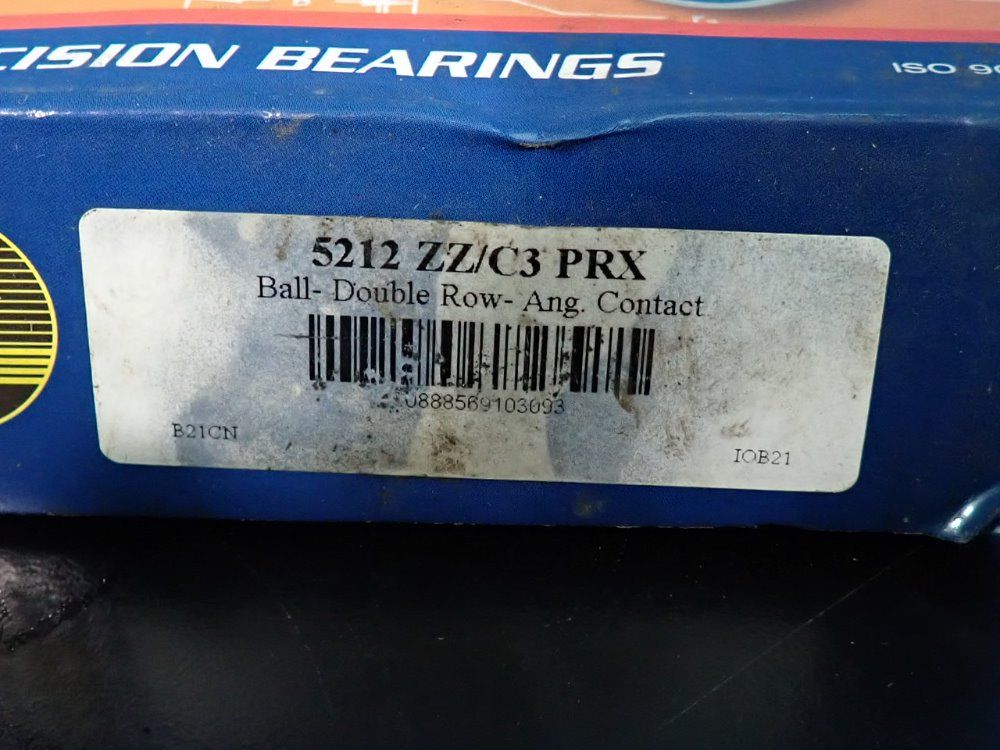 CISION BEARINGS
ISO 90
5212 ZZ/C3 PRX
Ball- Double Row- Ang. Contact
0888569103093
B21CN
IOB21